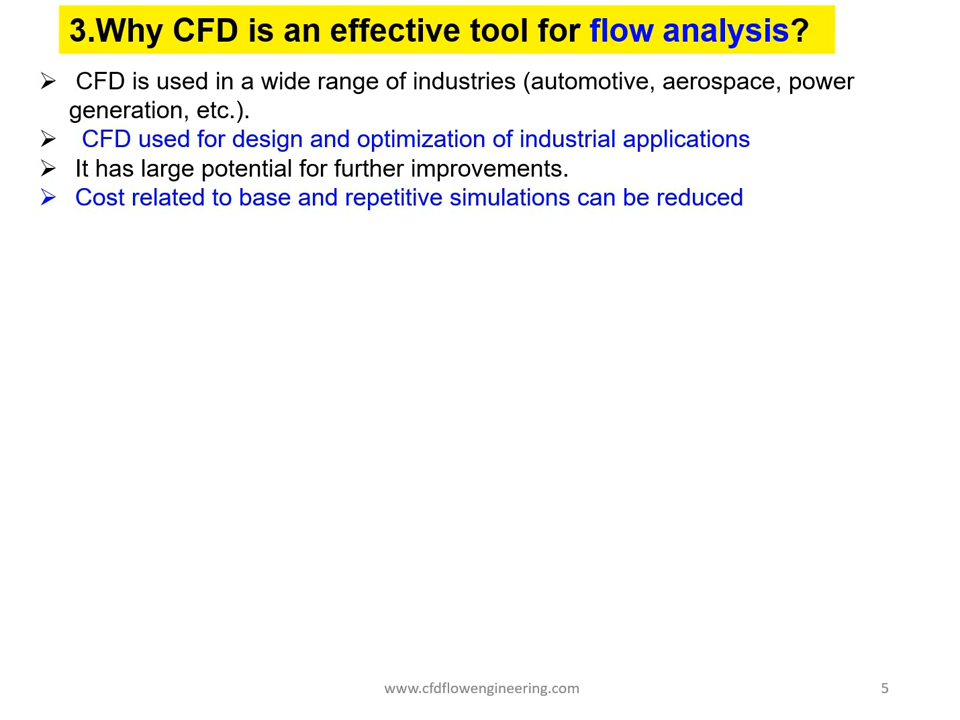 3.Why CFD is an effective tool for flow analysis?
➢ CFD is used in a wide range of industries (automotive, aerospace, power
generation, etc.).
➢ CFD used for design and optimization of industrial applications
➢ It has large potential for further improvements.
➢ Cost related to base and repetitive simulations can be reduced
www.cfdflowengineering.com
5